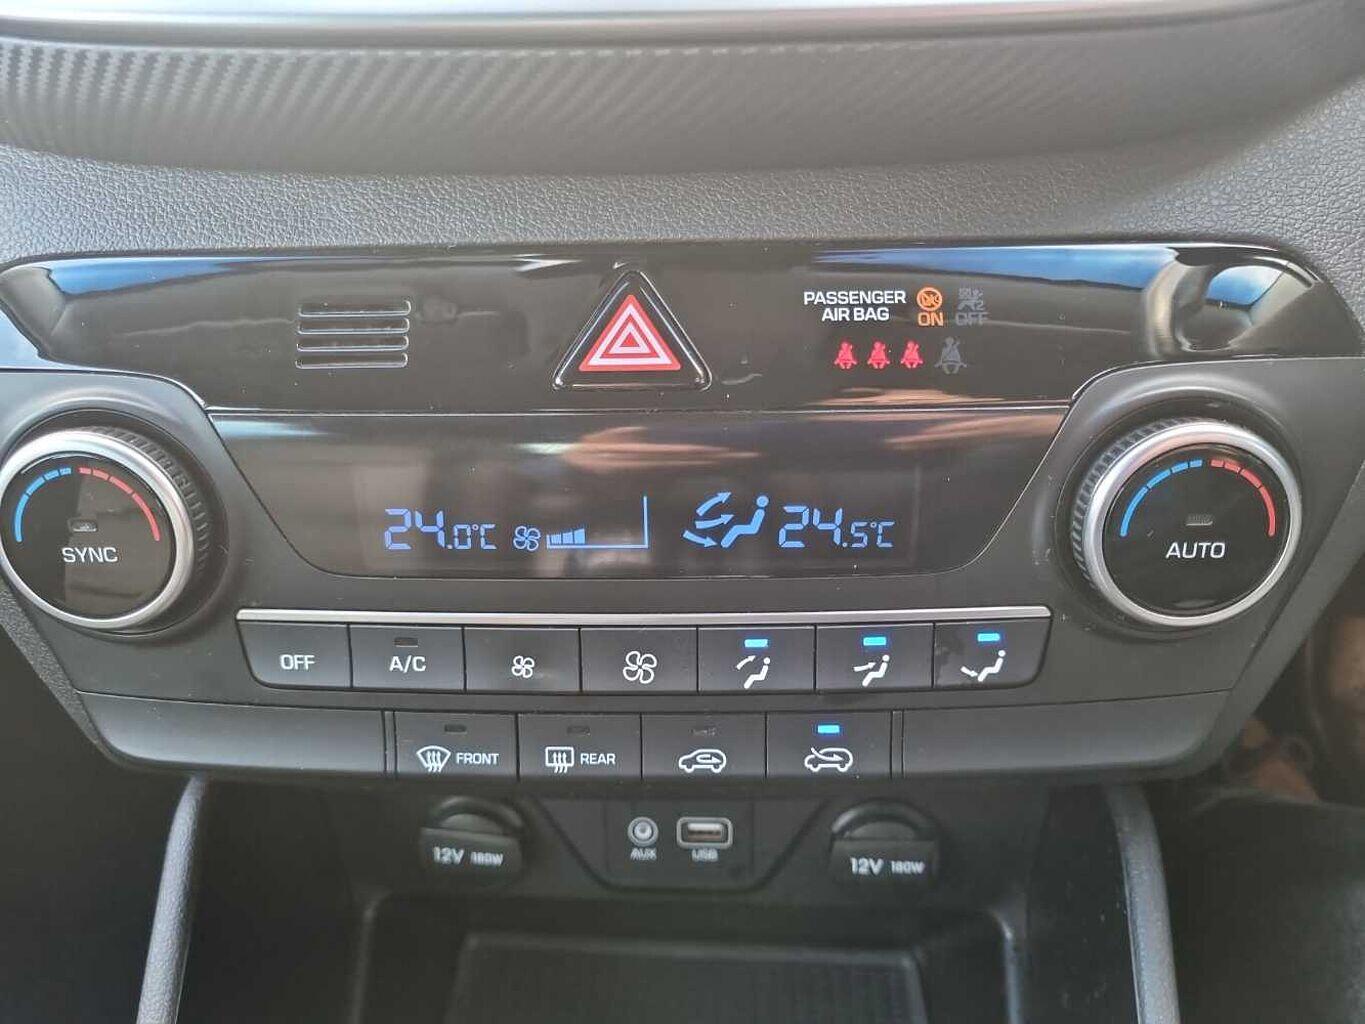 PASSENGER
AIR BAG
ON
OFF
24.0°C
24.5°C
SYNC
AUTO
OFF
A/C
FRONT
REAR
AUX
USB
12V 180W
12V 180W